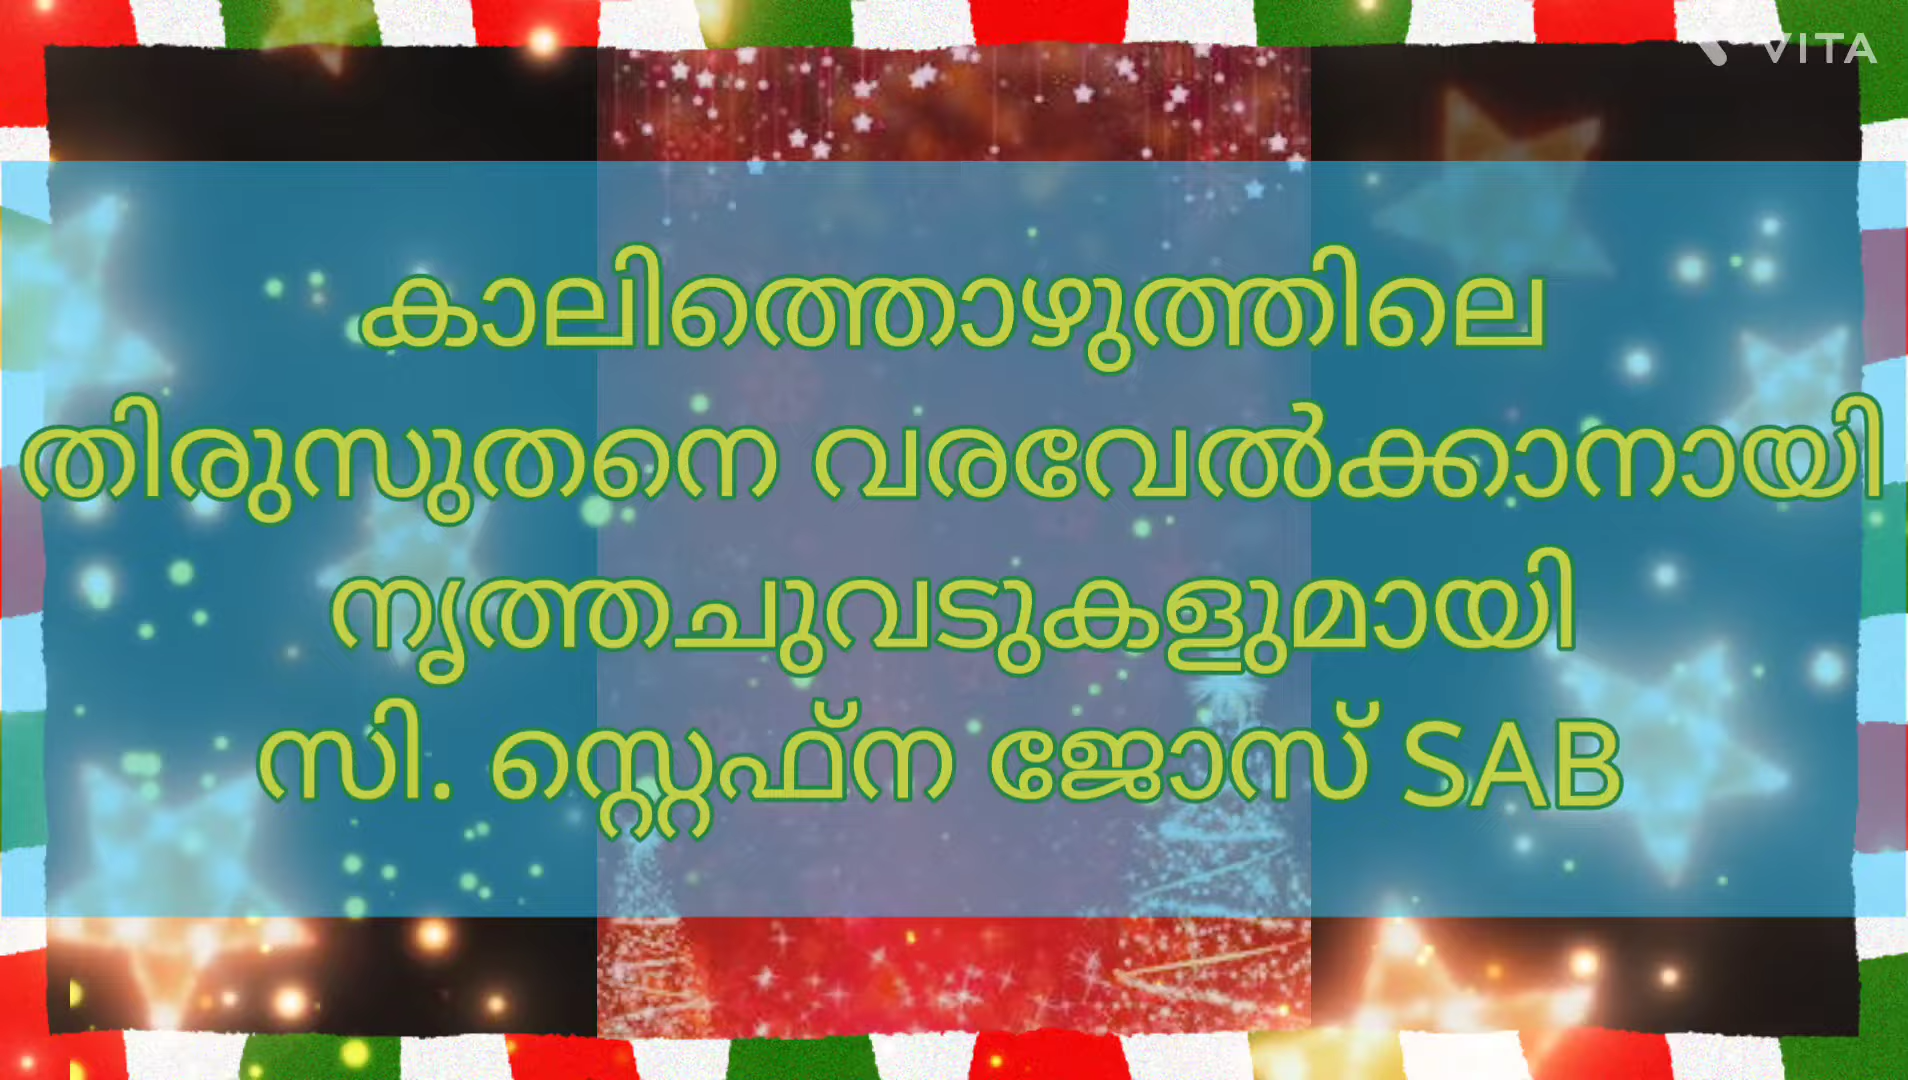 VITA
കാലിത്തൊഴുത്തിലെ
തിരുസുതനെ വരവേൽക്കാനായി
നൃത്തചുവടുകളുമായി
സി. സ്റ്റെഫ്ന ജോസ് SAB